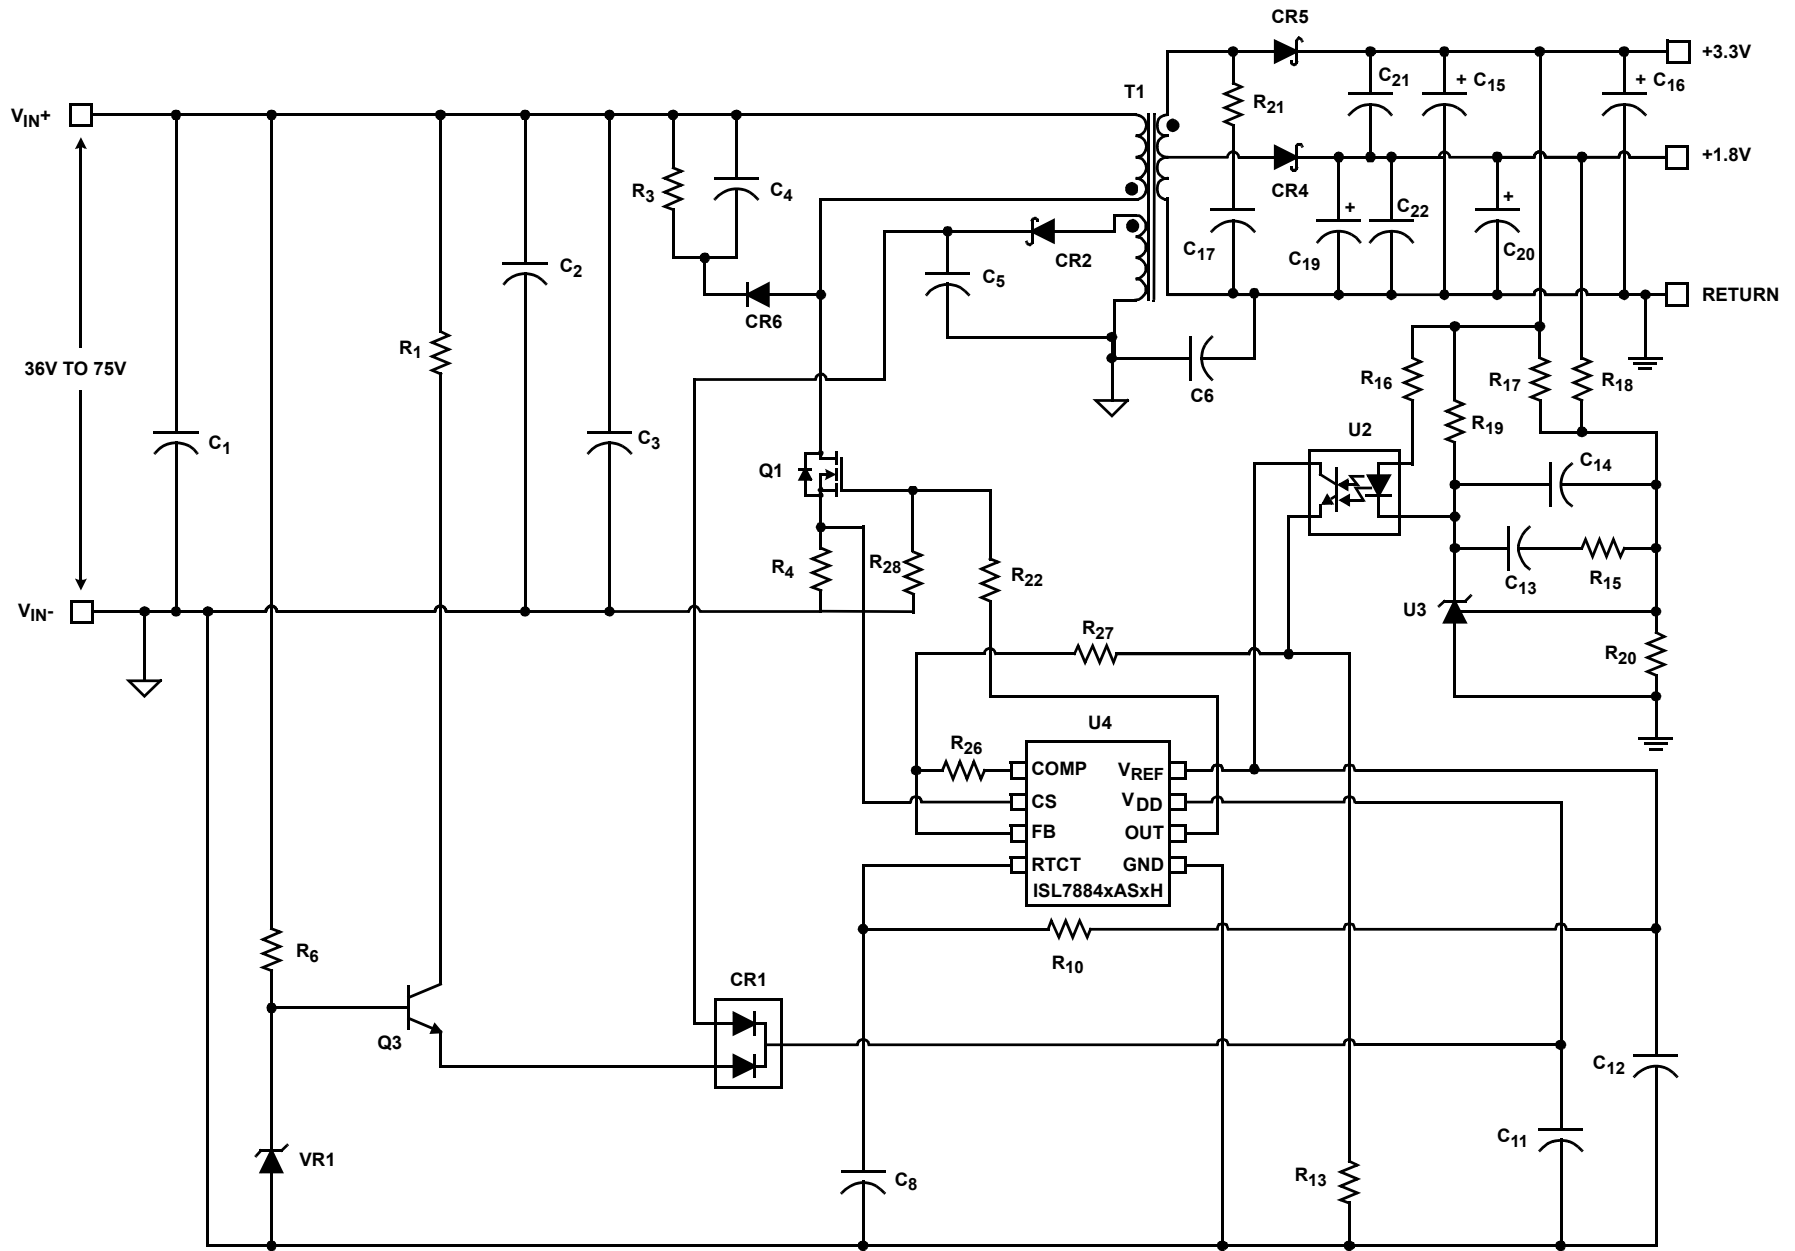 CR5
+3.3V
C21
+ C15
+ C16
T1
R21
VIN+
+1.8V
CR4
R3
C4
+
C22
+
C17
C19
C20
CR2
C2
C5
RETURN
CR6
R1
36V TO 75V
R16
R17
R18
C6
R19
U2
C1
C3
C14
Q1
R4
R28
R22
C13
R15
VIN-
U3
R27
R20
U4
R26
COMP
VREF
CS
VDD
FB
OUT
RTCT
GND
ISL7884xASxH
R6
R10
CR1
Q3
C12
C11
VR1
C8
R13